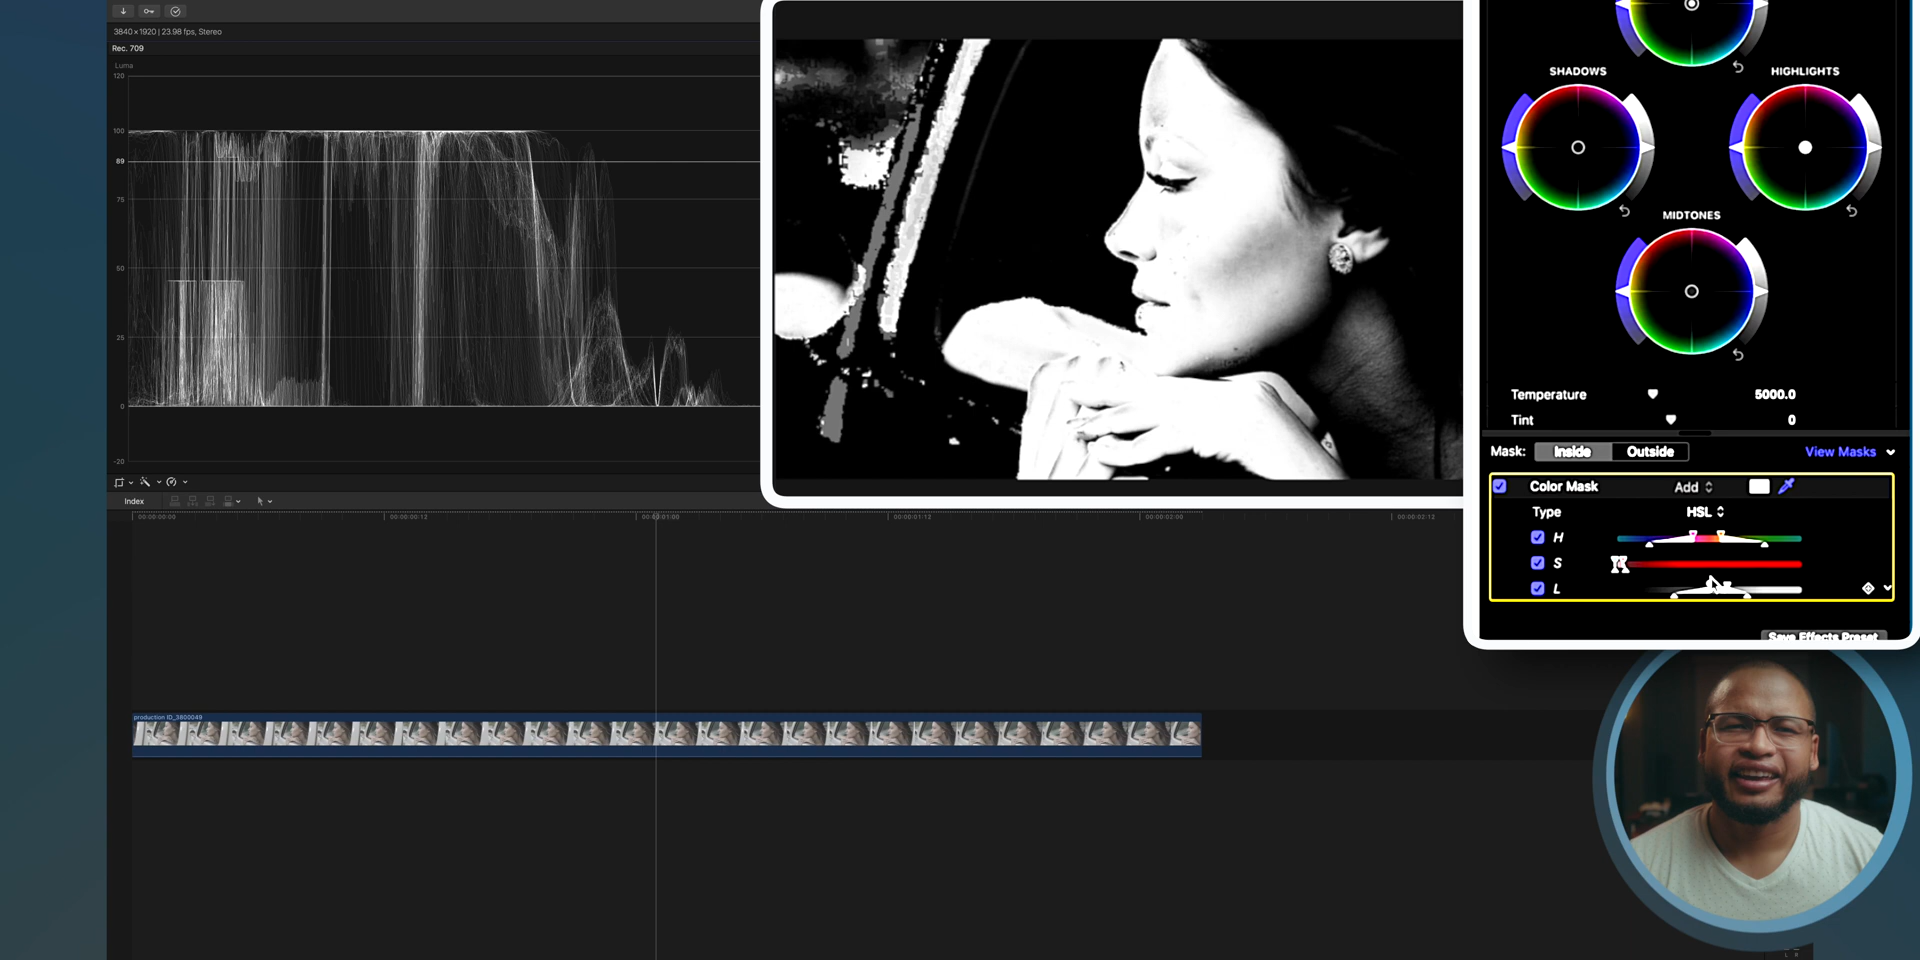 3840 × 1920 | 23.98 fps, Stereo
Rec. 709
Luma
120
100
89
75
50
25
0
-20
Index
00:00:00:00
00:00:00:12
00:00:01:00
00:00:01:12
00:00:02:00
00:00:02:12
production ID_3800049
SHADOWS
HIGHLIGHTS
MIDTONES
Temperature 5000.0
Tint 0
Mask: Inside Outside View Masks
Color Mask Add
Type HSL
H
S
L
Save Effects Preset
L R